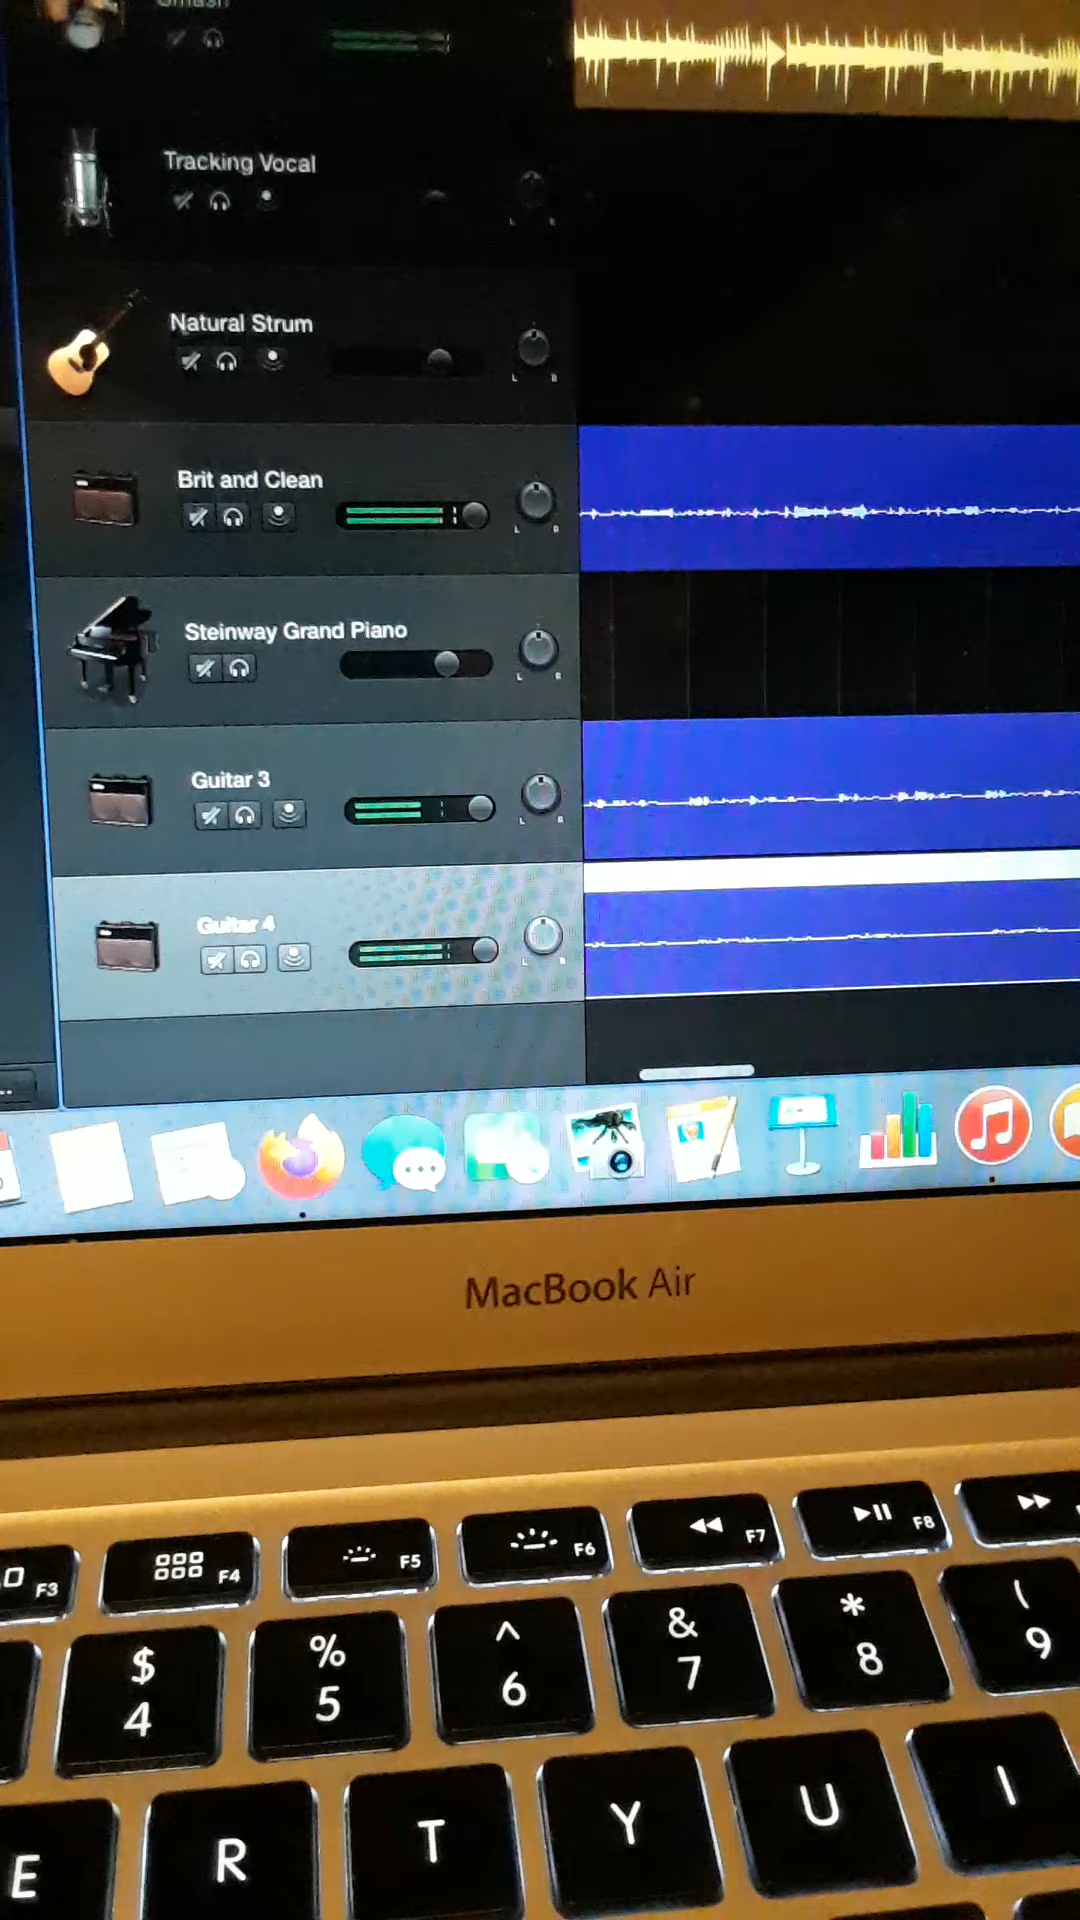 Smash
Tracking Vocal
L R
Natural Strum
L R
Brit and Clean
L R
Steinway Grand Piano
L R
Guitar 3
L R
Guitar 4
L R
MacBook Air
F3 F4 F5 F6 F7 F8
$ % ^ & * (
4 5 6 7 8 9
E R T Y U I